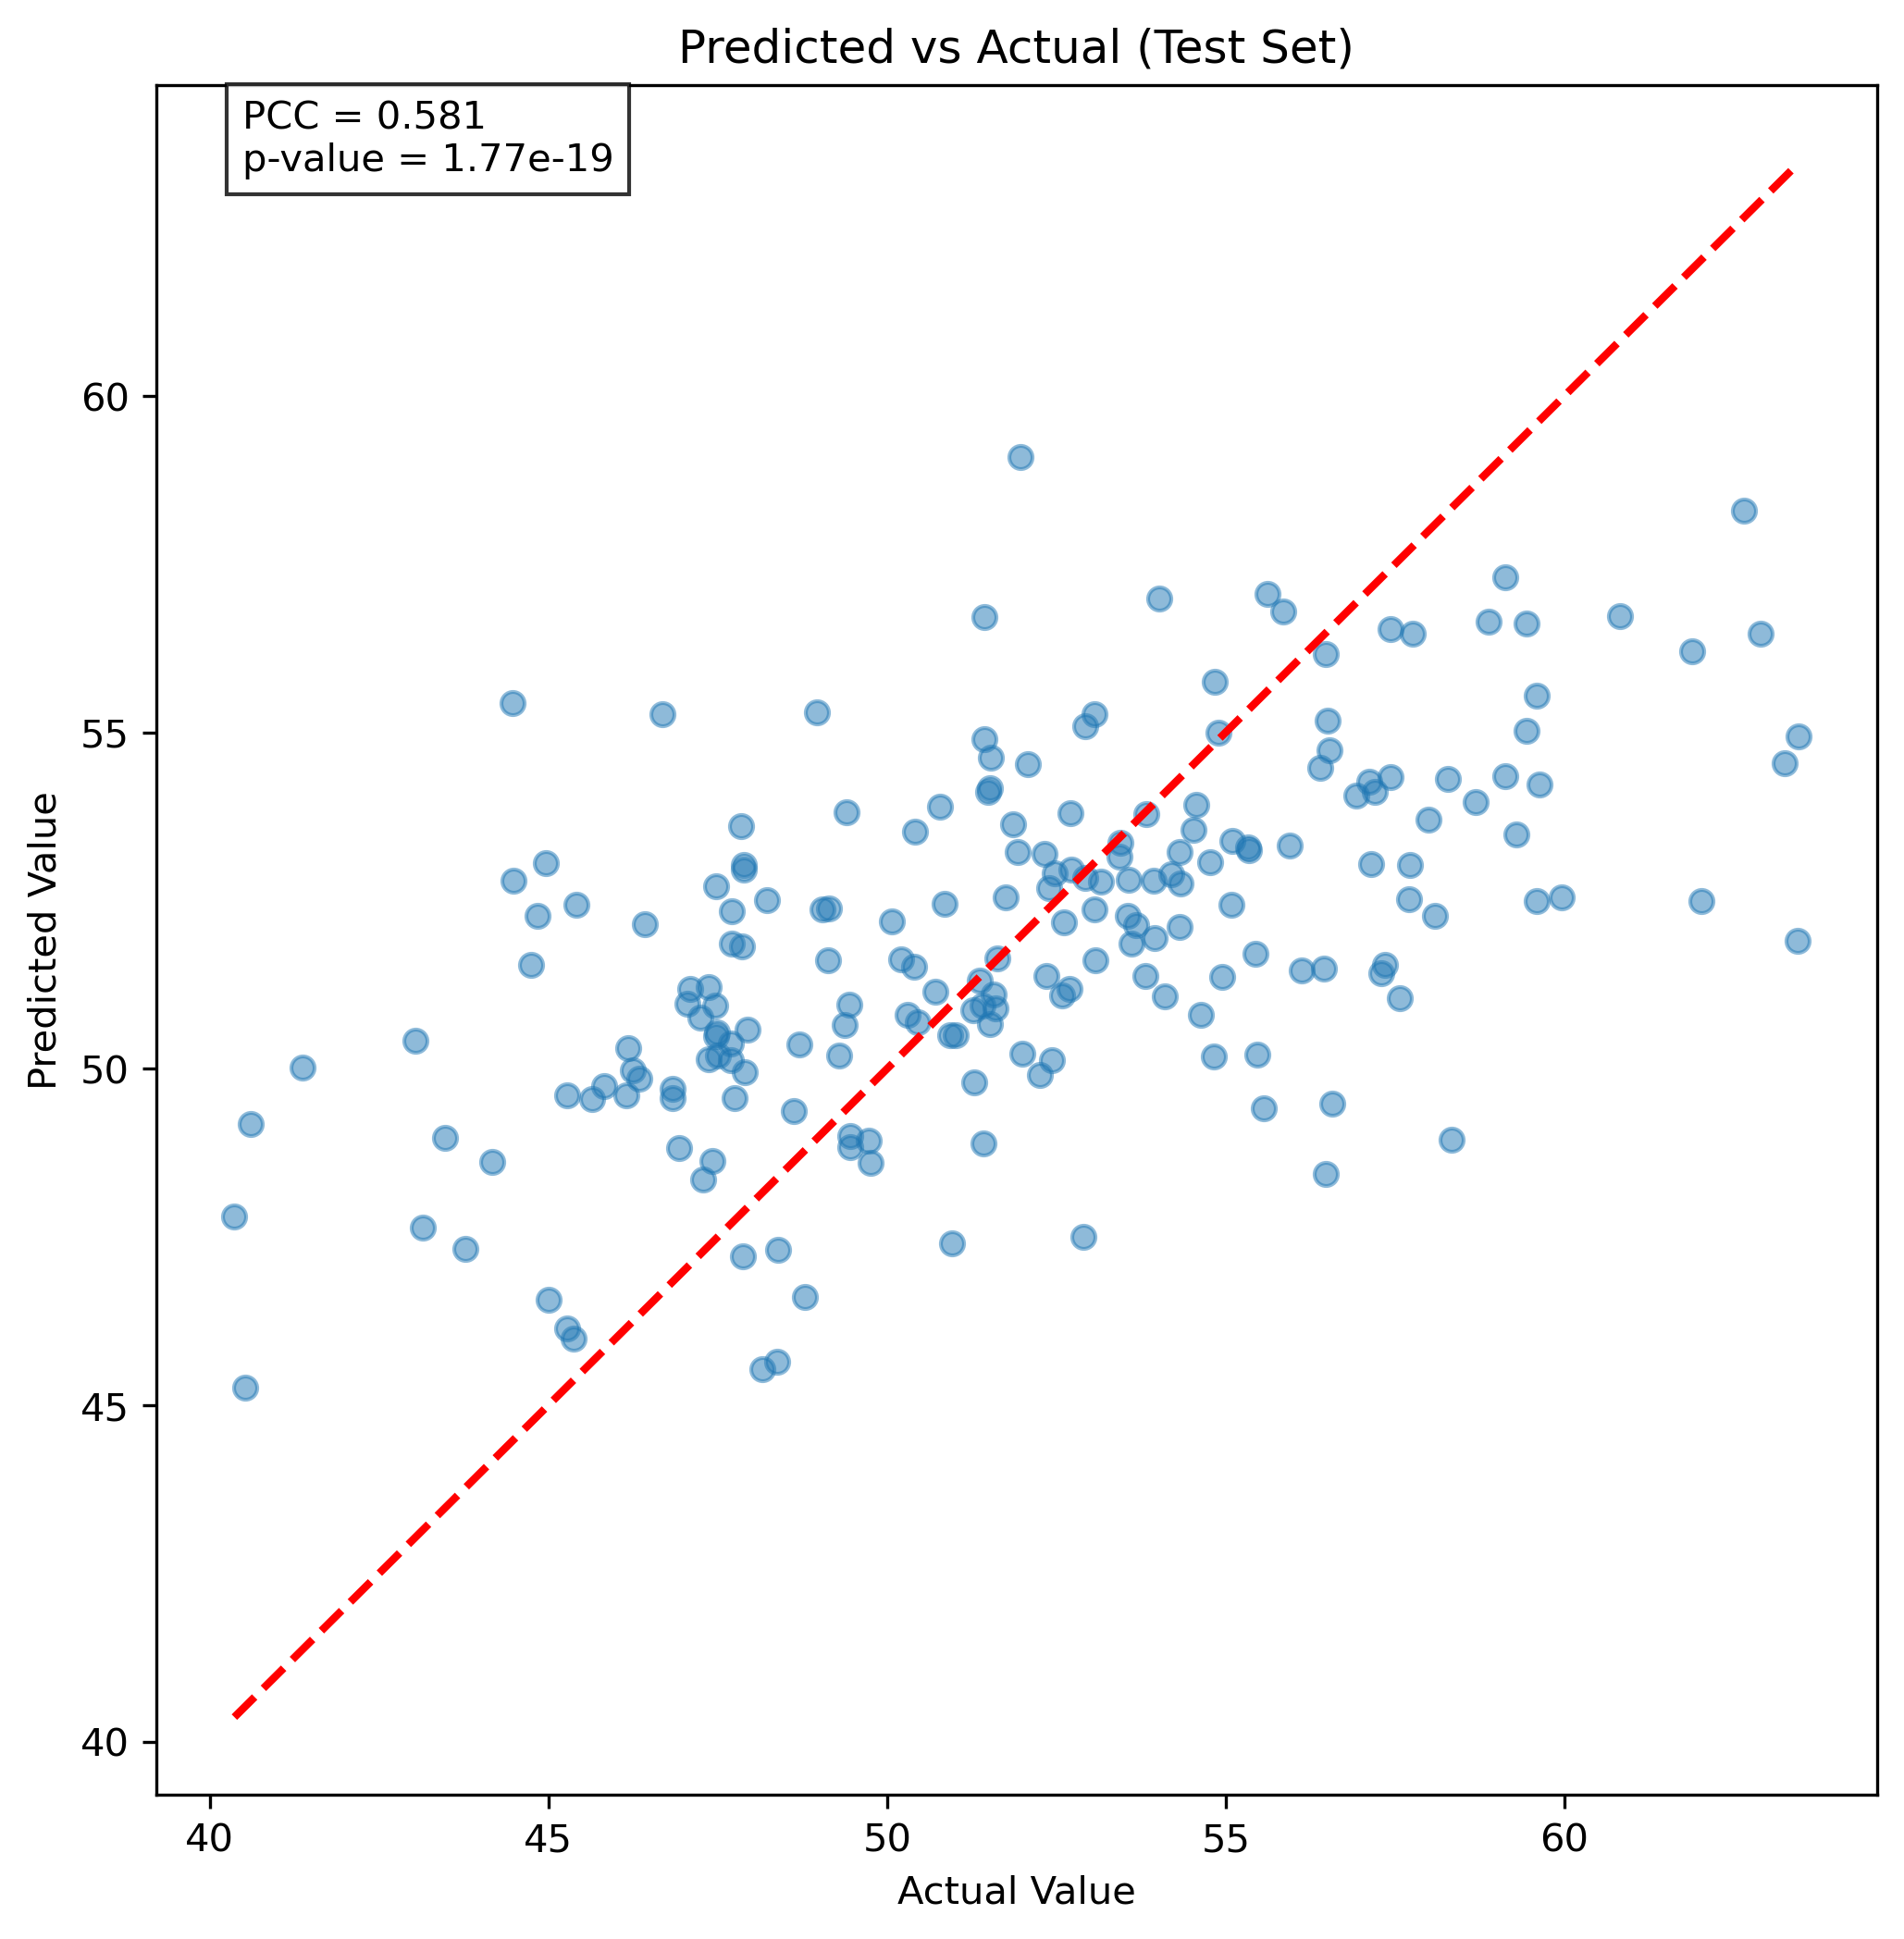 Predicted vs Actual (Test Set)
PCC = 0.581
p-value = 1.77e-19
Predicted Value
60
55
50
45
40
40 45 50 55 60
Actual Value